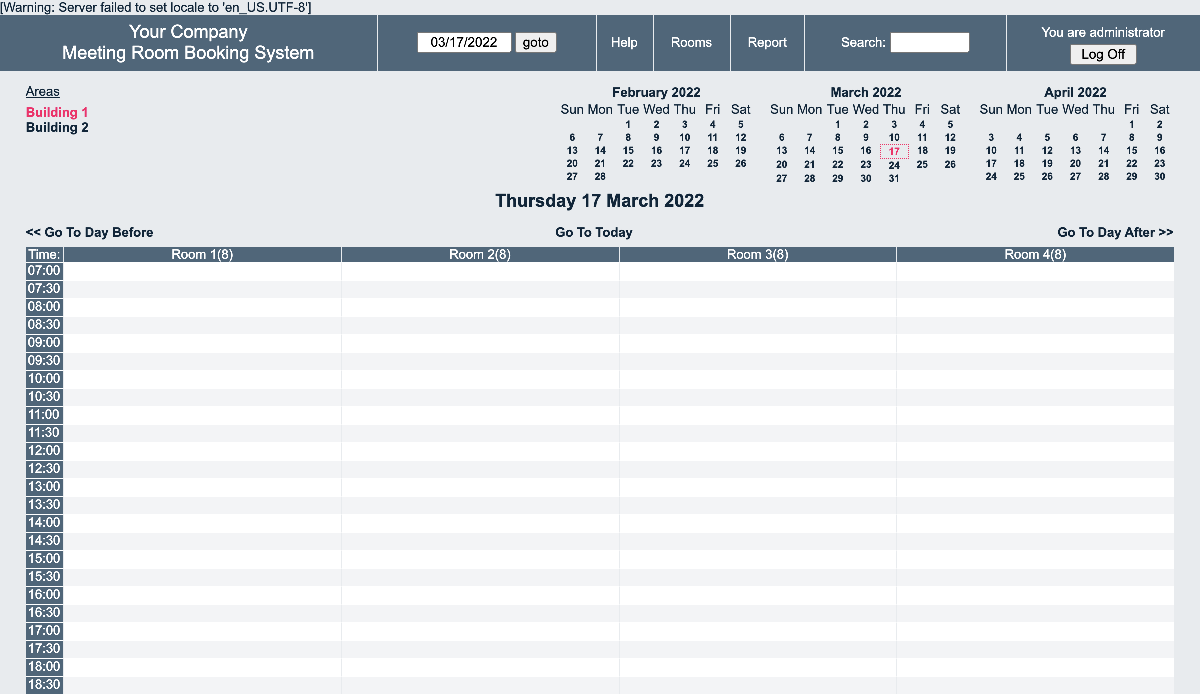 [Warning: Server failed to set locale to 'en_US.UTF-8']
Your Company
Meeting Room Booking System
03/17/2022 goto
Help
Rooms
Report
Search:
You are administrator
Log Off
Areas
Building 1
Building 2
February 2022
Sun Mon Tue Wed Thu Fri Sat
1 2 3 4 5
6 7 8 9 10 11 12
13 14 15 16 17 18 19
20 21 22 23 24 25 26
27 28
March 2022
Sun Mon Tue Wed Thu Fri Sat
1 2 3 4 5
6 7 8 9 10 11 12
13 14 15 16 17 18 19
20 21 22 23 24 25 26
27 28 29 30 31
April 2022
Sun Mon Tue Wed Thu Fri Sat
1 2
3 4 5 6 7 8 9
10 11 12 13 14 15 16
17 18 19 20 21 22 23
24 25 26 27 28 29 30
Thursday 17 March 2022
<< Go To Day Before
Go To Today
Go To Day After >>
Time: Room 1(8) Room 2(8) Room 3(8) Room 4(8)
07:00
07:30
08:00
08:30
09:00
09:30
10:00
10:30
11:00
11:30
12:00
12:30
13:00
13:30
14:00
14:30
15:00
15:30
16:00
16:30
17:00
17:30
18:00
18:30